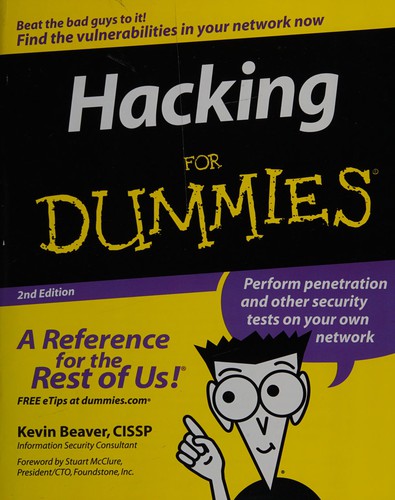 Beat the bad guys to it!
Find the vulnerabilities in your network now
Hacking
FOR
DUMMIES®
2nd Edition
Perform penetration
and other security
tests on your own
network
A Reference
for the
Rest of Us!®
FREE eTips at dummies.com®
Kevin Beaver, CISSP
Information Security Consultant
Foreword by Stuart McClure,
President/CTO, Foundstone, Inc.